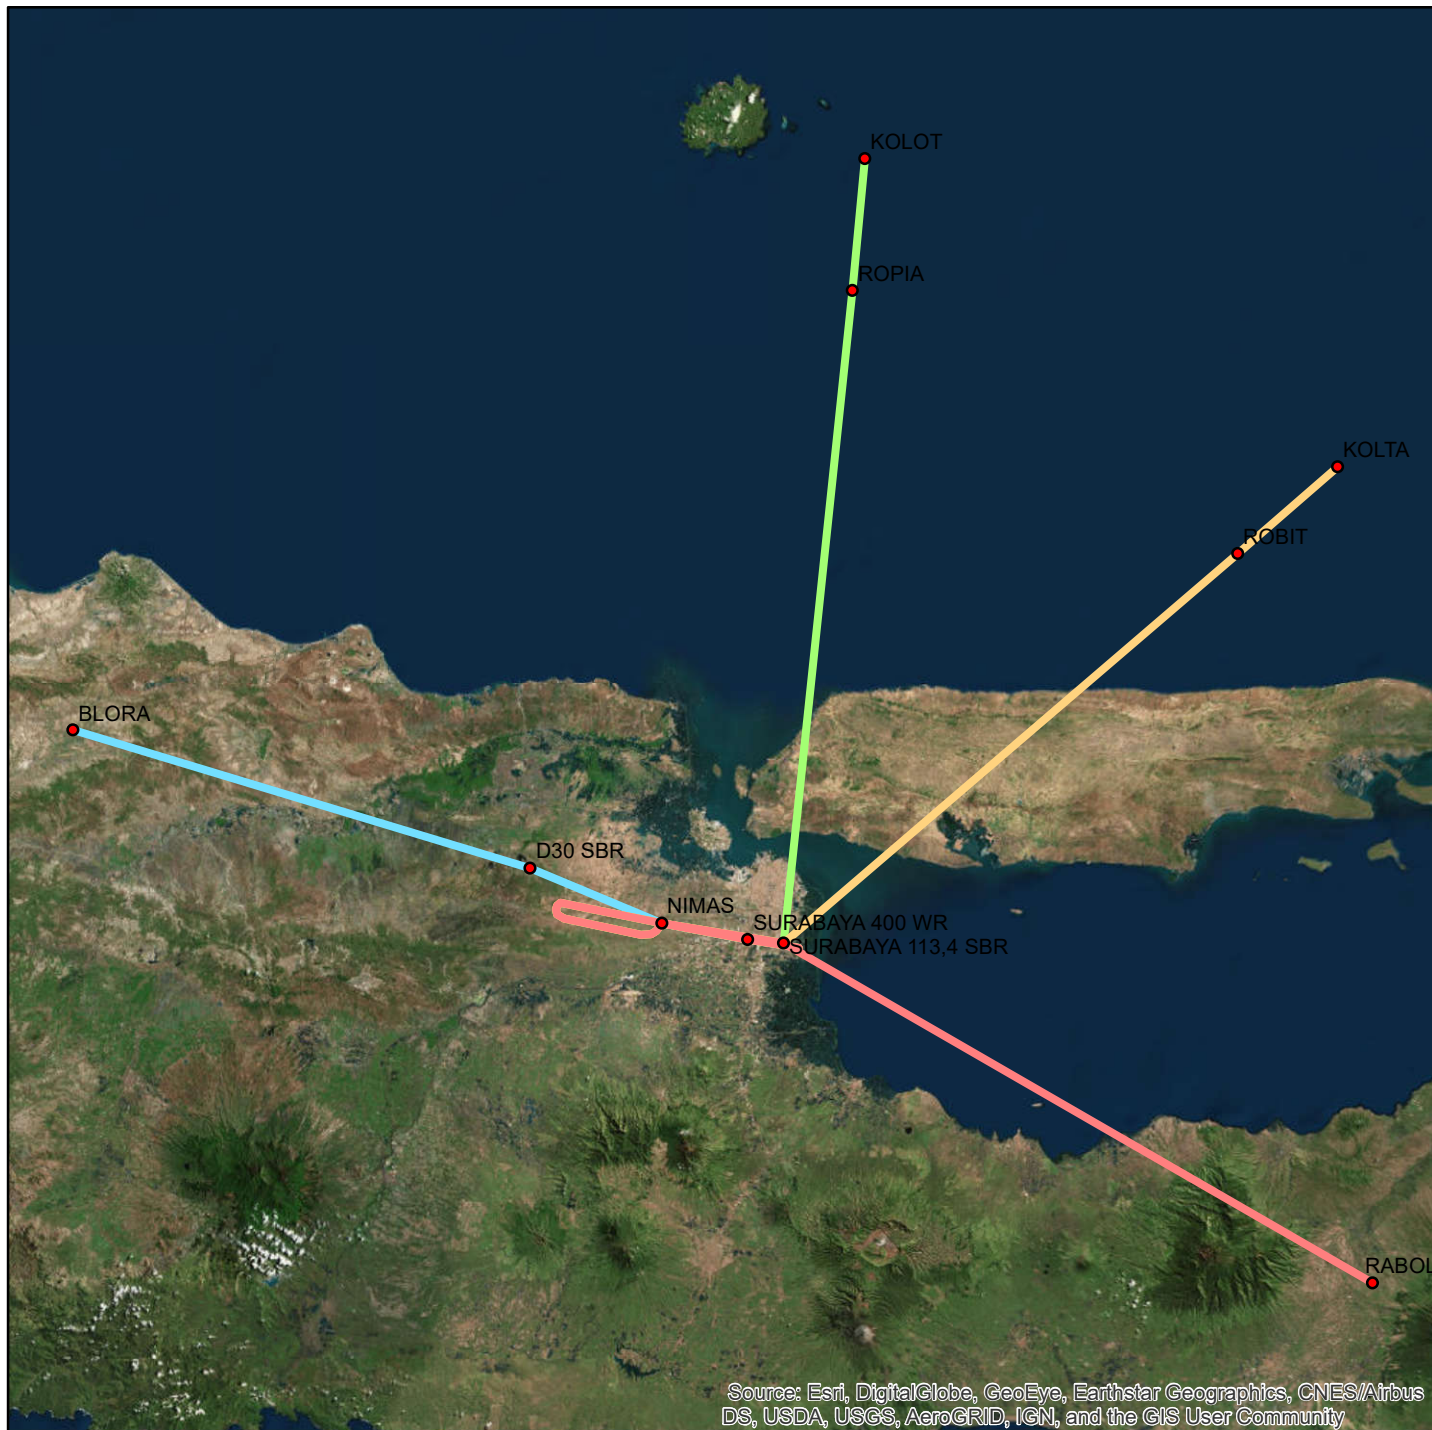 KOLOT
ROPIA
KOLTA
ROBIT
BLORA
D30 SBR
NIMAS
SURABAYA 400 WR
SURABAYA 113,4 SBR
RABOL
Source: Esri, DigitalGlobe, GeoEye, Earthstar Geographics, CNES/Airbus
DS, USDA, USGS, AeroGRID, IGN, and the GIS User Community